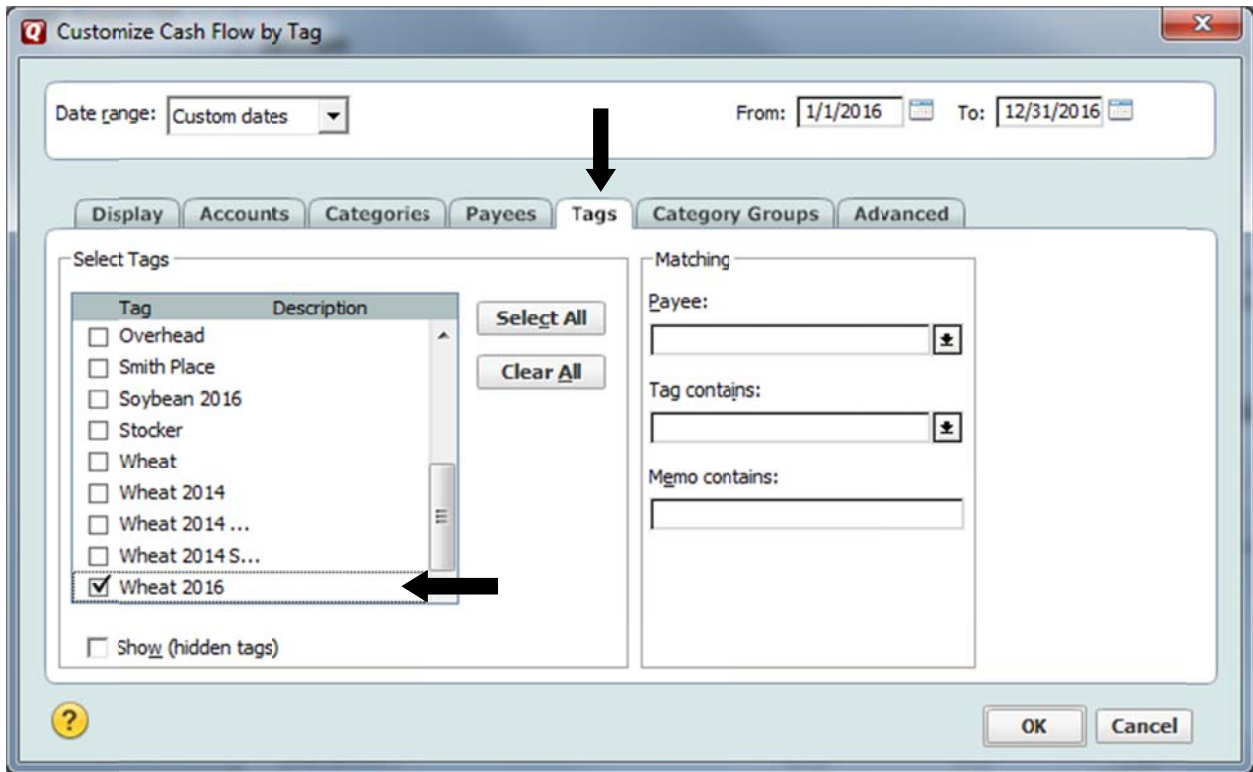 Customize Cash Flow by Tag
Date range: Custom dates From: 1/1/2016 To: 12/31/2016
Display Accounts Categories Payees Tags Category Groups Advanced
Select Tags
Tag Description
Overhead
Smith Place
Soybean 2016
Stocker
Wheat
Wheat 2014
Wheat 2014 ...
Wheat 2014 S...
Wheat 2016
Show (hidden tags)
Select All
Clear All
Matching
Payee:
Tag contains:
Memo contains:
?
OK Cancel